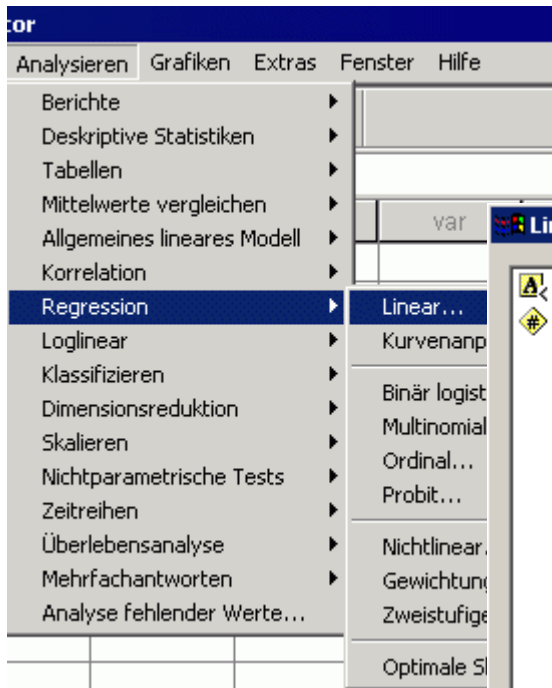 tor
Analysieren Grafiken Extras Fenster Hilfe
Berichte
Deskriptive Statistiken
Tabellen
Mittelwerte vergleichen
var
Li
Allgemeines lineares Modell
Korrelation
Regression
Linear...
Loglinear
Kurvenanp
Klassifizieren
Binär logist
Dimensionsreduktion
Multinomial
Skalieren
Ordinal...
Nichtparametrische Tests
Probit...
Zeitreihen
Überlebensanalyse
Nichtlinear.
Mehrfachantworten
Gewichtung
Analyse fehlender Werte...
Zweistufige
Optimale Sk